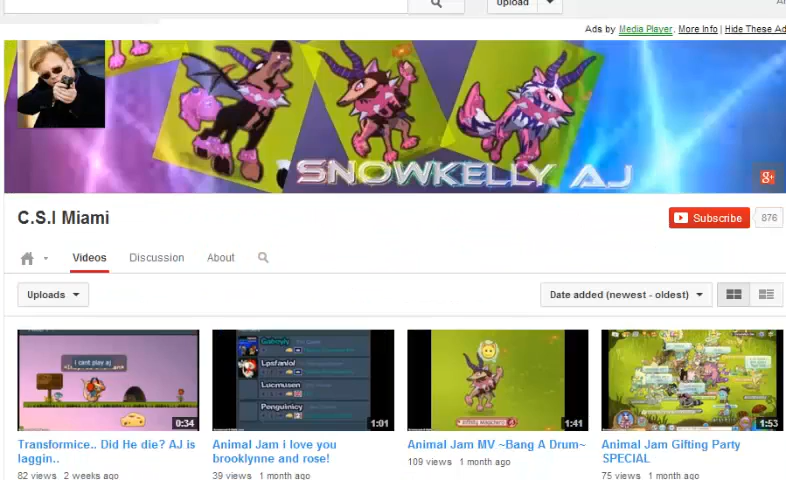 Upload
Ads by Media Player. More Info | Hide These Ad
SNOWKELLY AJ
g+
C.S.I Miami
Subscribe
876
Videos
Discussion
About
Uploads
Date added (newest - oldest)
i cant play aj
0:34
Gaboyly
Lpsfanlol
Lucmusen
Penguinicy
1:01
1:41
1:53
Transformice.. Did He die? AJ is
laggin..
82 views 2 weeks ago
Animal Jam i love you
brooklynne and rose!
39 views 1 month ago
Animal Jam MV ~Bang A Drum~
109 views 1 month ago
Animal Jam Gifting Party
SPECIAL
75 views 1 month ago